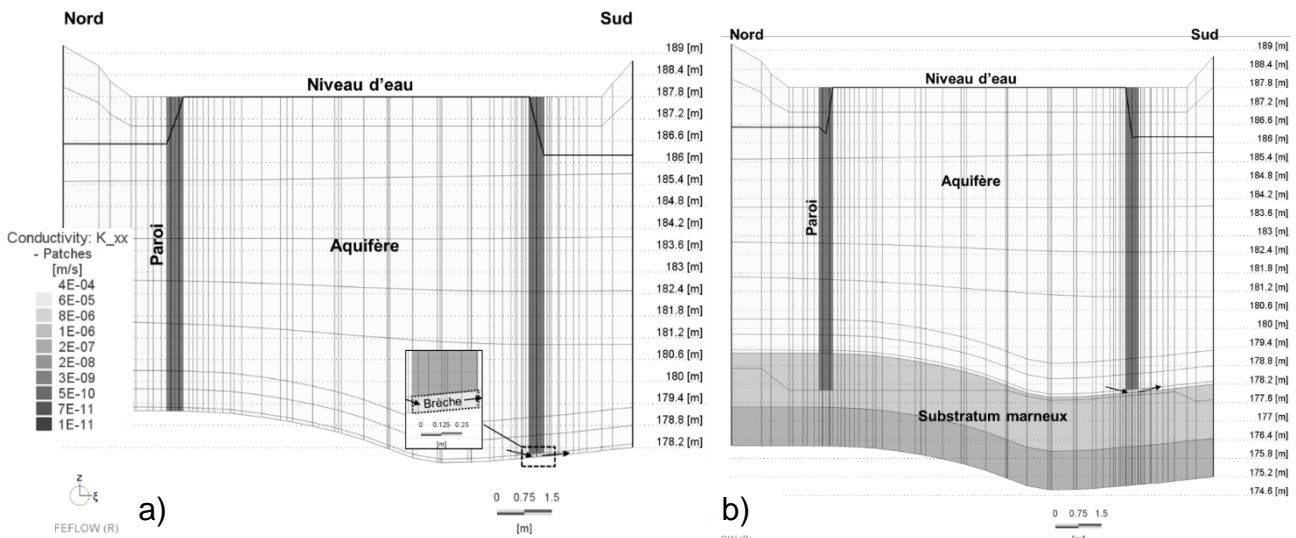 Nord
Sud
Niveau d'eau
189 [m]
188.4 [m]
187.8 [m]
187.2 [m]
186.6 [m]
186 [m]
185.4 [m]
184.8 [m]
184.2 [m]
183.6 [m]
183 [m]
182.4 [m]
181.8 [m]
181.2 [m]
180.6 [m]
180 [m]
179.4 [m]
178.8 [m]
178.2 [m]
Paroi
Aquifère
Conductivity: K_xx
- Patches
[m/s]
4E-04
6E-05
8E-06
1E-06
2E-07
2E-08
3E-09
5E-10
7E-11
1E-11
Brèche
0 0.125 0.25
[m]
z
ξ
FEFLOW (R)
a)
0 0.75 1.5
[m]
Nord
Sud
Niveau d'eau
189 [m]
188.4 [m]
187.8 [m]
187.2 [m]
186.6 [m]
186 [m]
185.4 [m]
184.8 [m]
184.2 [m]
183.6 [m]
183 [m]
182.4 [m]
181.8 [m]
181.2 [m]
180.6 [m]
180 [m]
179.4 [m]
178.8 [m]
178.2 [m]
177.6 [m]
177 [m]
176.4 [m]
175.8 [m]
175.2 [m]
174.6 [m]
Paroi
Aquifère
Substratum marneux
b)
0 0.75 1.5